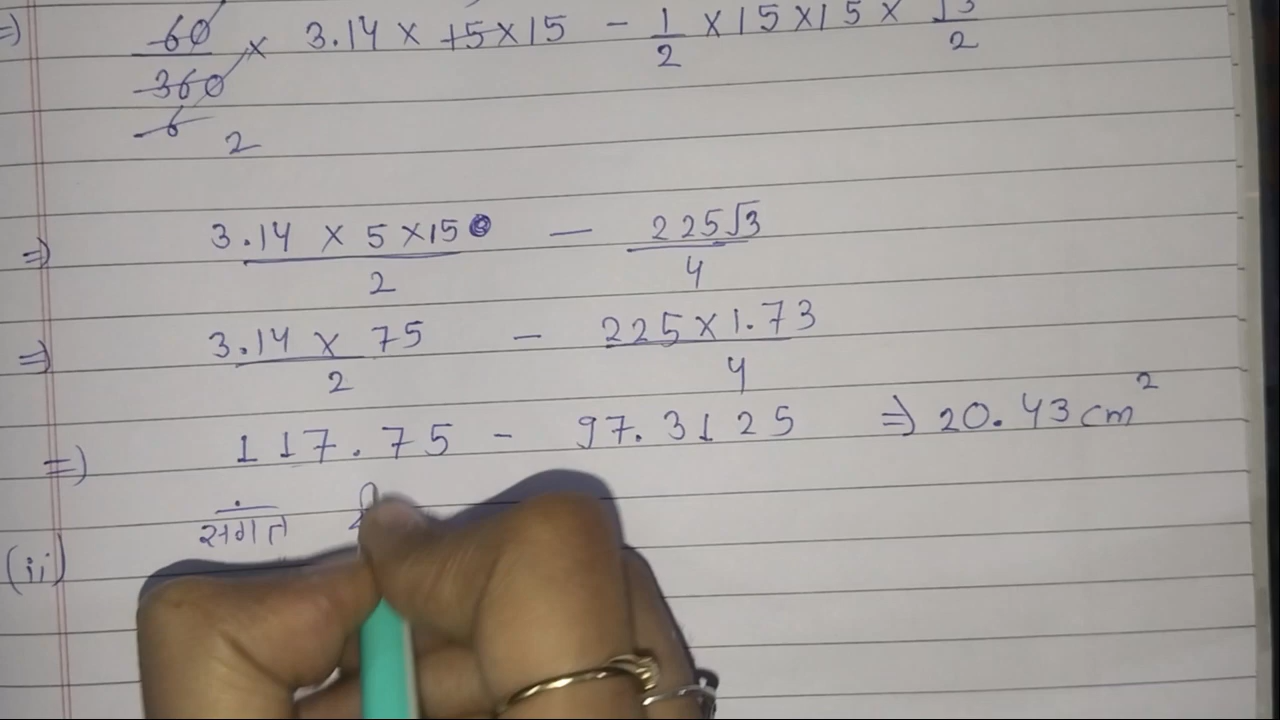 ⇒ 60/360 × 3.14 × 15 × 15 − 1/2 × 15 × 15 × √3/2
6 2
⇒ 3.14 × 5 × 15 / 2 − 225√3 / 4
⇒ 3.14 × 75 / 2 − 225 × 1.73 / 4
⇒ 117.75 − 97.3125 ⇒ 20.43 cm²
(ii) संगत